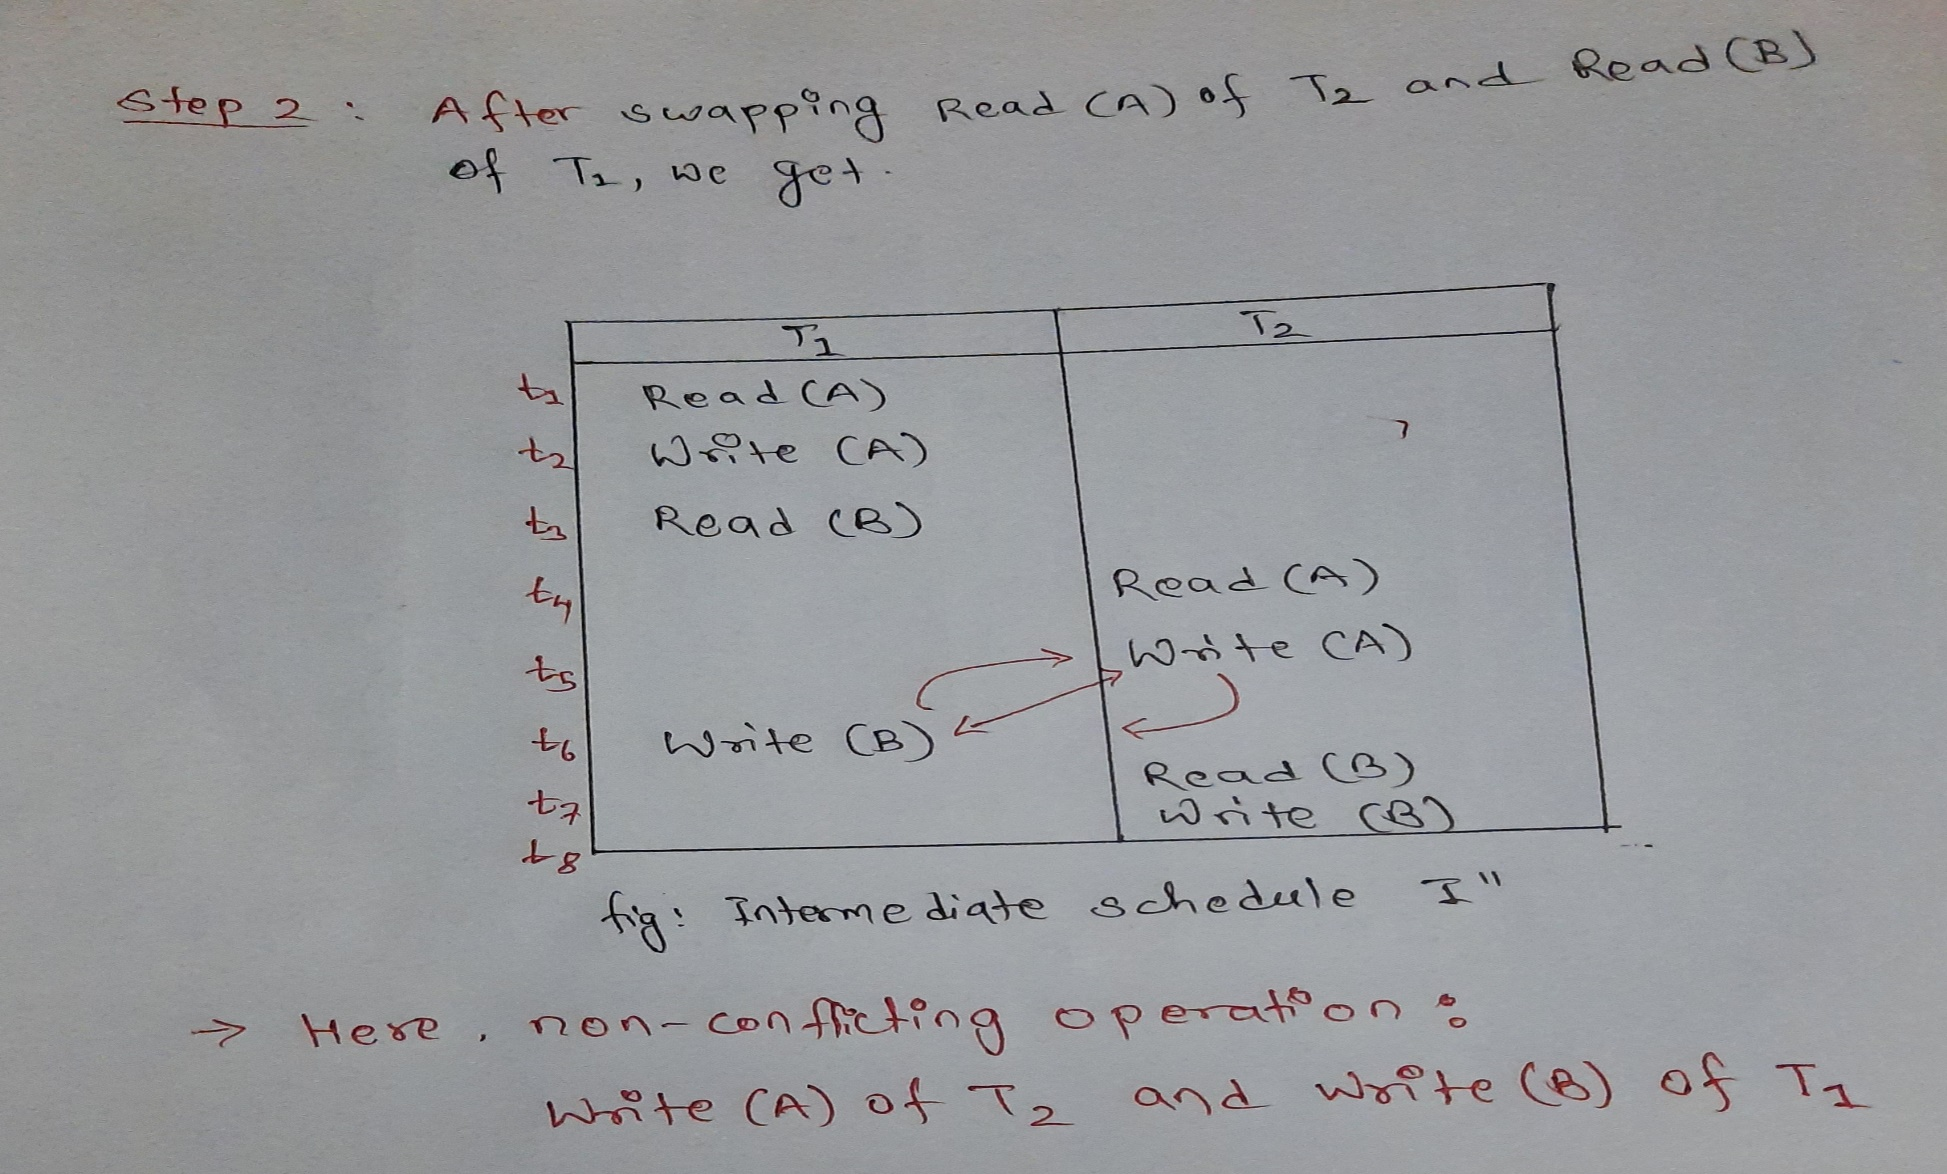 Step 2 : After swapping Read (A) of T2 and Read (B)
of T1, we get.
T1 T2
t1 Read (A)
t2 Write (A)
t3 Read (B)
t4 Read (A)
t5 Write (A)
t6 Write (B)
t7 Read (B)
t8 Write (B)
fig: Intermediate schedule I"
→ Here, non-conflicting operation :
Write (A) of T2 and Write (B) of T1